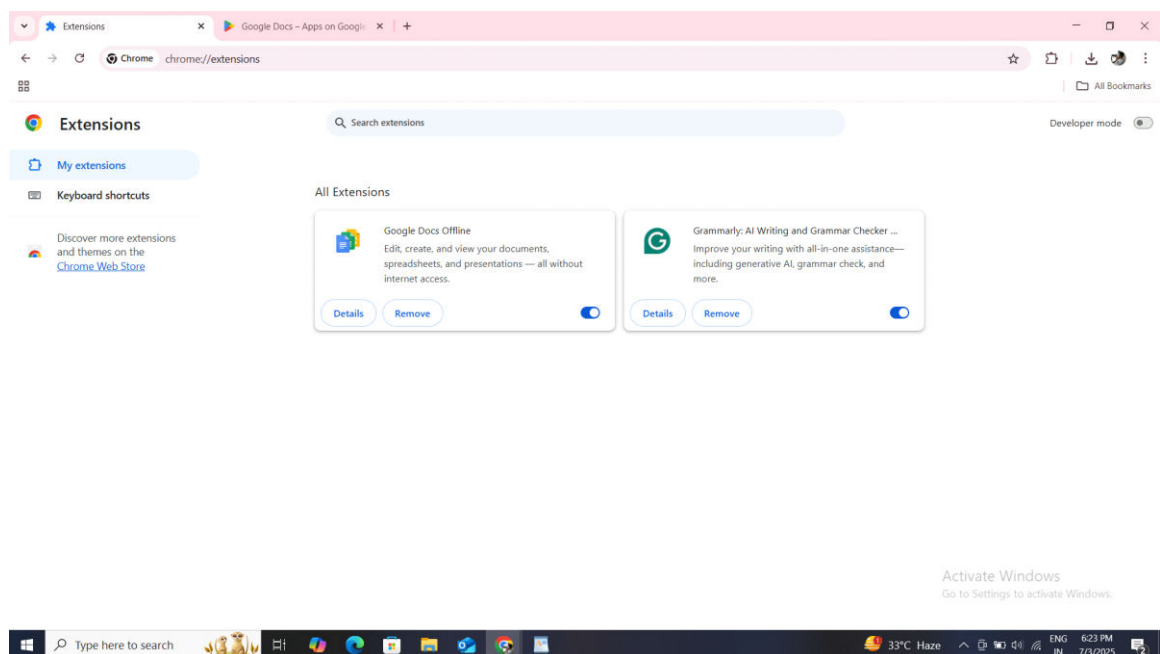 Extensions
Google Docs – Apps on Google
Chrome
chrome://extensions
All Bookmarks
Extensions
Search extensions
Developer mode
My extensions
Keyboard shortcuts
Discover more extensions
and themes on the
Chrome Web Store
All Extensions
Google Docs Offline
Edit, create, and view your documents,
spreadsheets, and presentations — all without
internet access.
Details
Remove
Grammarly: AI Writing and Grammar Checker ...
Improve your writing with all-in-one assistance—
including generative AI, grammar check, and
more.
Details
Remove
Activate Windows
Go to Settings to activate Windows.
Type here to search
33°C Haze
ENG
IN
6:23 PM
7/3/2025
2